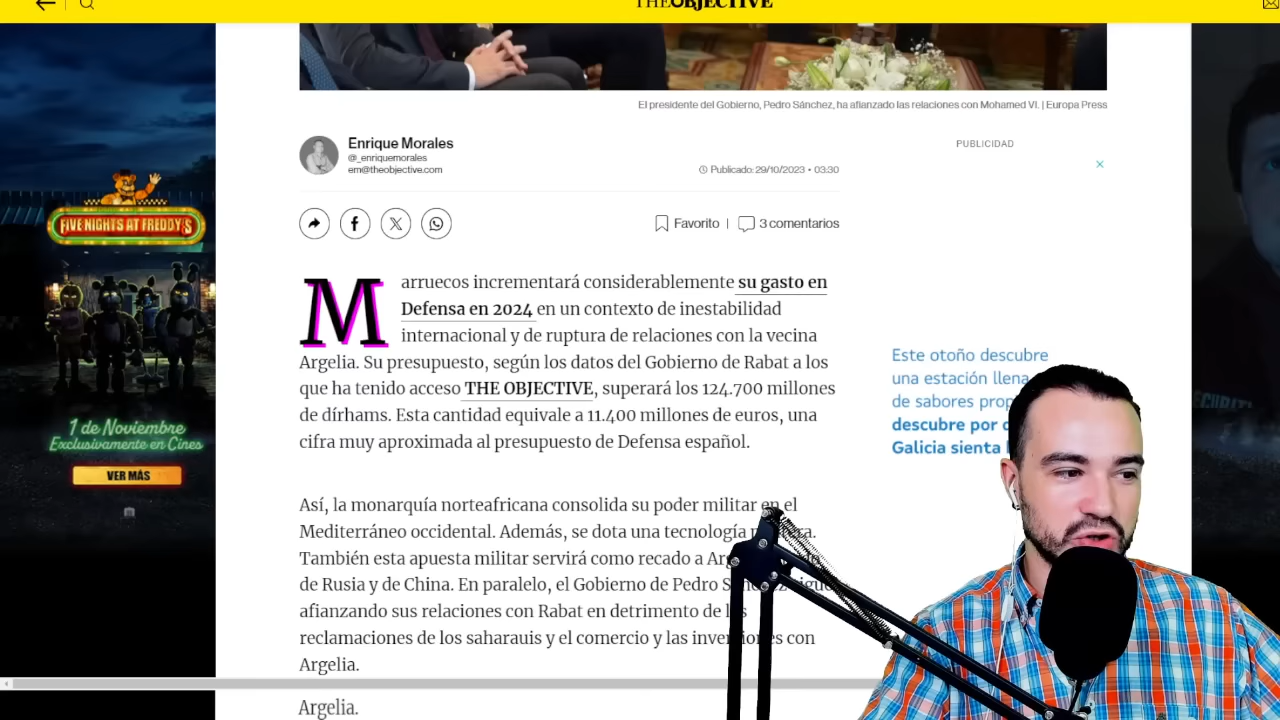 THEOBJECTIVE
El presidente del Gobierno, Pedro Sánchez, ha afianzado las relaciones con Mohamed VI. | Europa Press
Enrique Morales
@_enriquemorales
em@theobjective.com
Publicado: 29/10/2023 • 03:30
PUBLICIDAD
Favorito | 3 comentarios
Marruecos incrementará considerablemente su gasto en
Defensa en 2024 en un contexto de inestabilidad
internacional y de ruptura de relaciones con la vecina
Argelia. Su presupuesto, según los datos del Gobierno de Rabat a los
que ha tenido acceso THE OBJECTIVE, superará los 124.700 millones
de dírhams. Esta cantidad equivale a 11.400 millones de euros, una
cifra muy aproximada al presupuesto de Defensa español.
Así, la monarquía norteafricana consolida su poder militar en el
Mediterráneo occidental. Además, se dota una tecnología
También esta apuesta militar servirá como recado a
de Rusia y de China. En paralelo, el Gobierno de Pedro
afianzando sus relaciones con Rabat en detrimento de
reclamaciones de los saharauis y el comercio y las inversiones con
Argelia.
Argelia.
FIVE NIGHTS AT FREDDY'S
1 de Noviembre
Exclusivamente en Cines
VER MÁS
Este otoño descubre
una estación llena
de sabores
descubre por
Galicia sienta